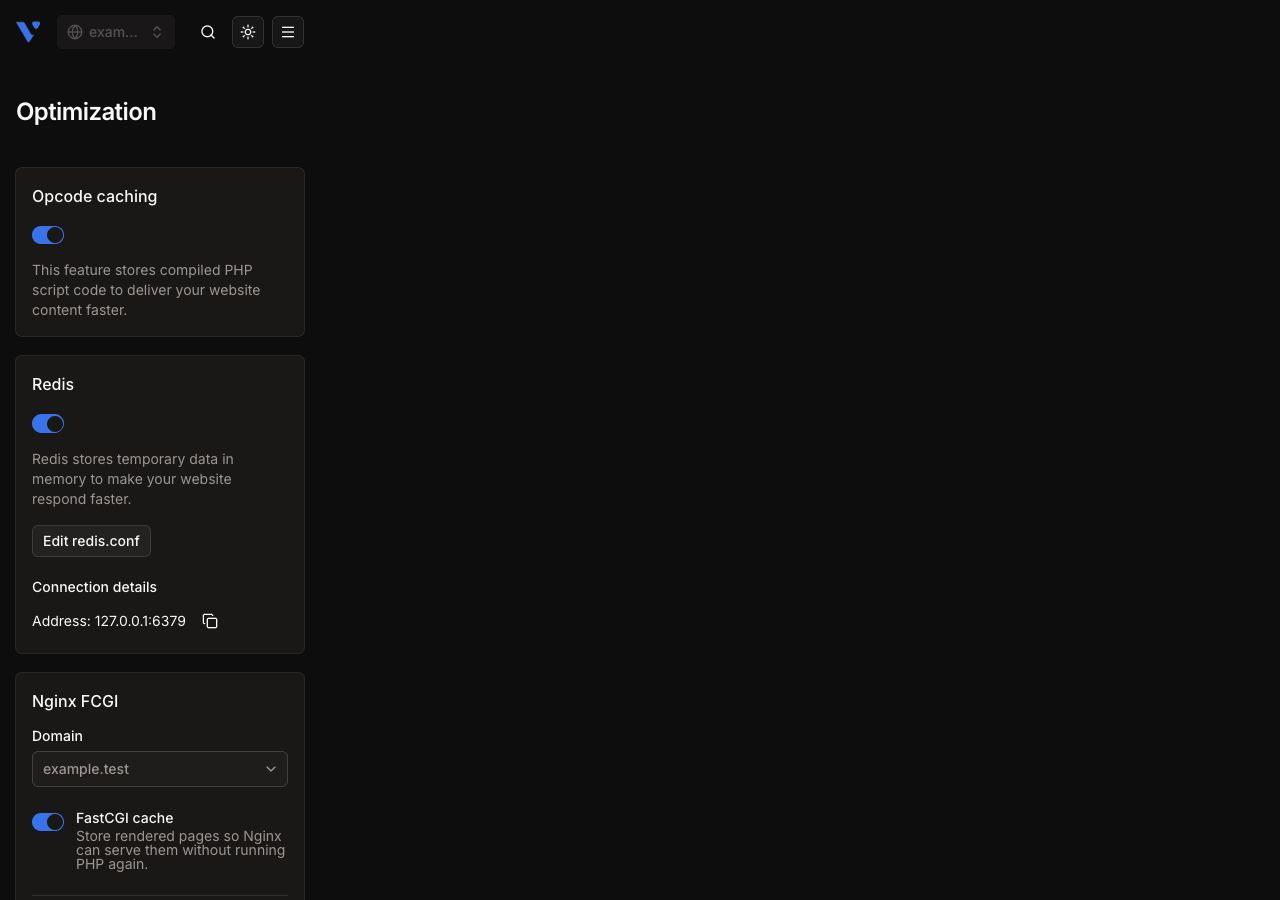 exam...
Optimization
Opcode caching
This feature stores compiled PHP
script code to deliver your website
content faster.
Redis
Redis stores temporary data in
memory to make your website
respond faster.
Edit redis.conf
Connection details
Address: 127.0.0.1:6379
Nginx FCGI
Domain
example.test
FastCGI cache
Store rendered pages so Nginx
can serve them without running
PHP again.